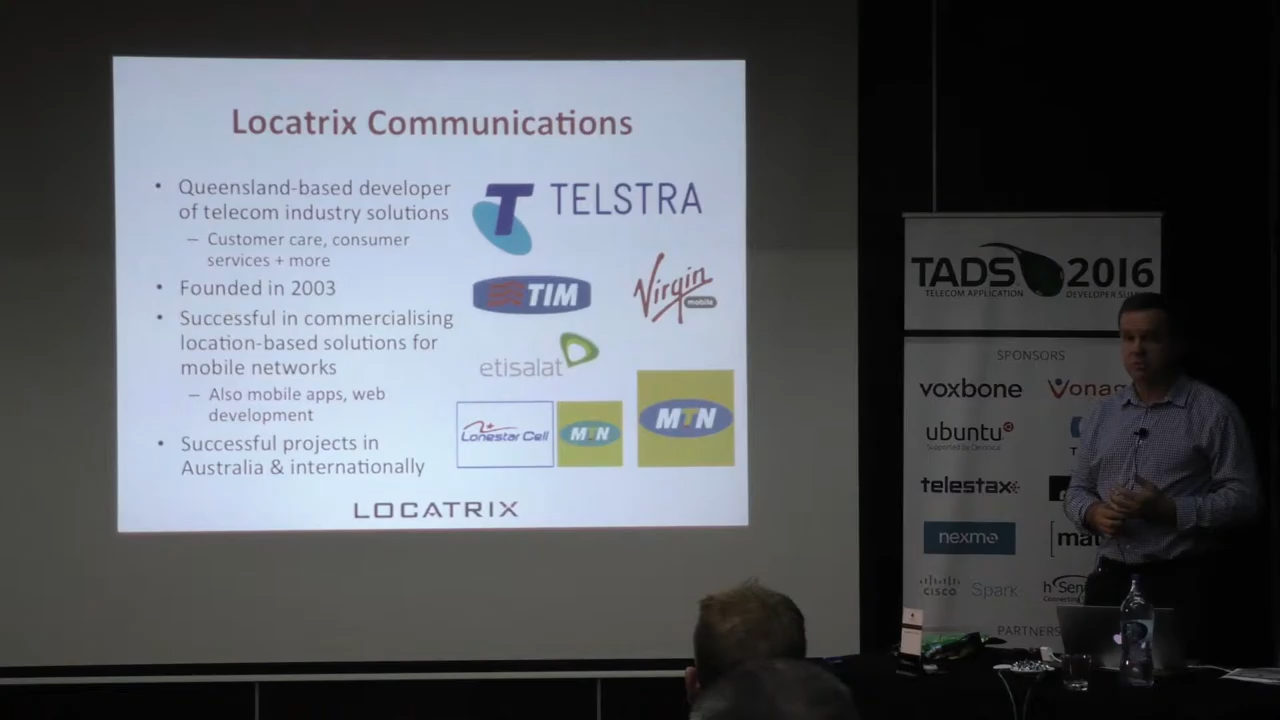 Locatrix Communications
• Queensland-based developer
of telecom industry solutions
– Customer care, consumer
services + more
• Founded in 2003
• Successful in commercialising
location-based solutions for
mobile networks
– Also mobile apps, web
development
• Successful projects in
Australia & internationally
T TELSTRA
TIM
Virgin
mobile
etisalat
Lonestar Cell
MTN
MTN
LOCATRIX
TADS 2016
TELECOM APPLICATION DEVELOPER
SPONSORS
voxbone
Vonag
ubuntu
telestax
nexmo
[mat
cisco Spark
hSen
PARTNERS